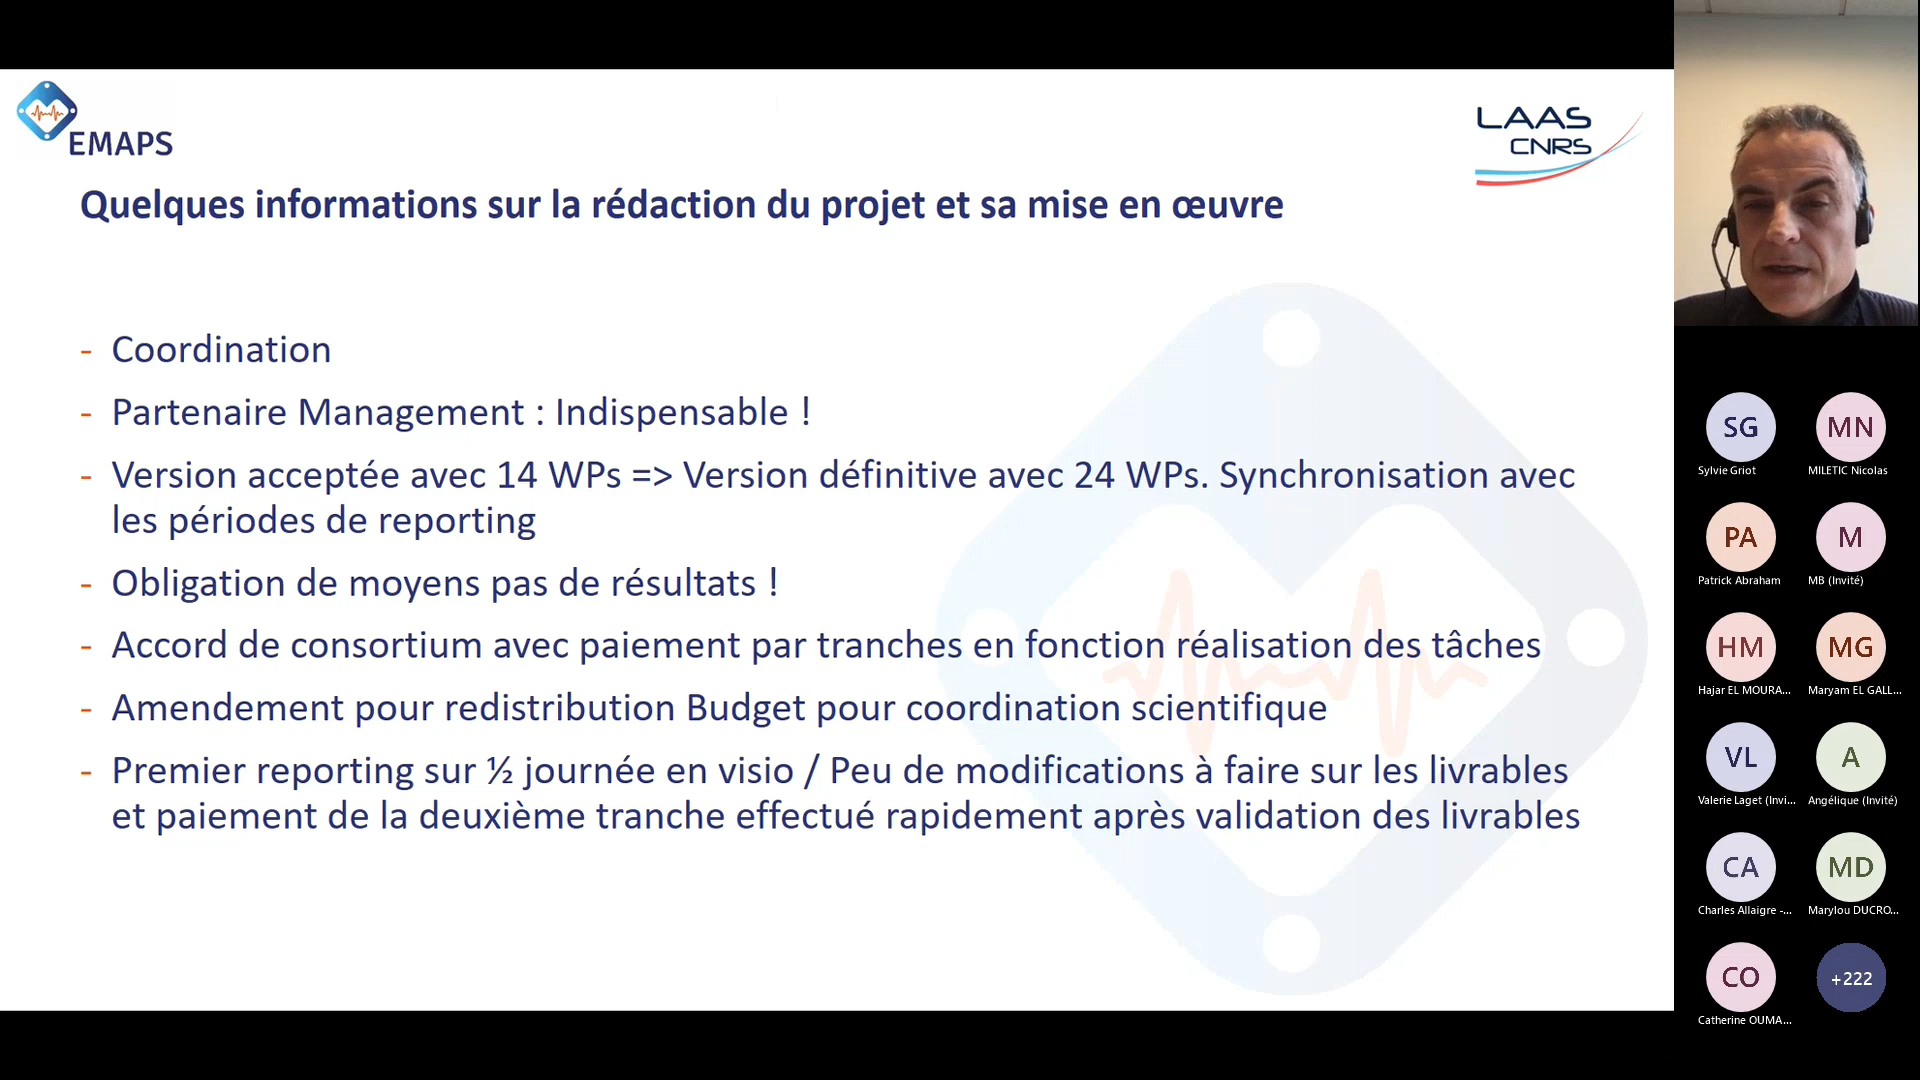 EMAPS
LAAS
CNRS
Quelques informations sur la rédaction du projet et sa mise en œuvre
- Coordination
- Partenaire Management : Indispensable !
- Version acceptée avec 14 WPs => Version définitive avec 24 WPs. Synchronisation avec
les périodes de reporting
- Obligation de moyens pas de résultats !
- Accord de consortium avec paiement par tranches en fonction réalisation des tâches
- Amendement pour redistribution Budget pour coordination scientifique
- Premier reporting sur ½ journée en visio / Peu de modifications à faire sur les livrables
et paiement de la deuxième tranche effectué rapidement après validation des livrables
SG
Sylvie Griot
MN
MILETIC Nicolas
PA
Patrick Abraham
M
MB (Invité)
HM
Hajar EL MOURA...
MG
Maryam EL GALL...
VL
Valerie Laget (Invi...
A
Angélique (Invité)
CA
Charles Allaigre -...
MD
Marylou DUCRO...
CO
Catherine OUMA...
+222